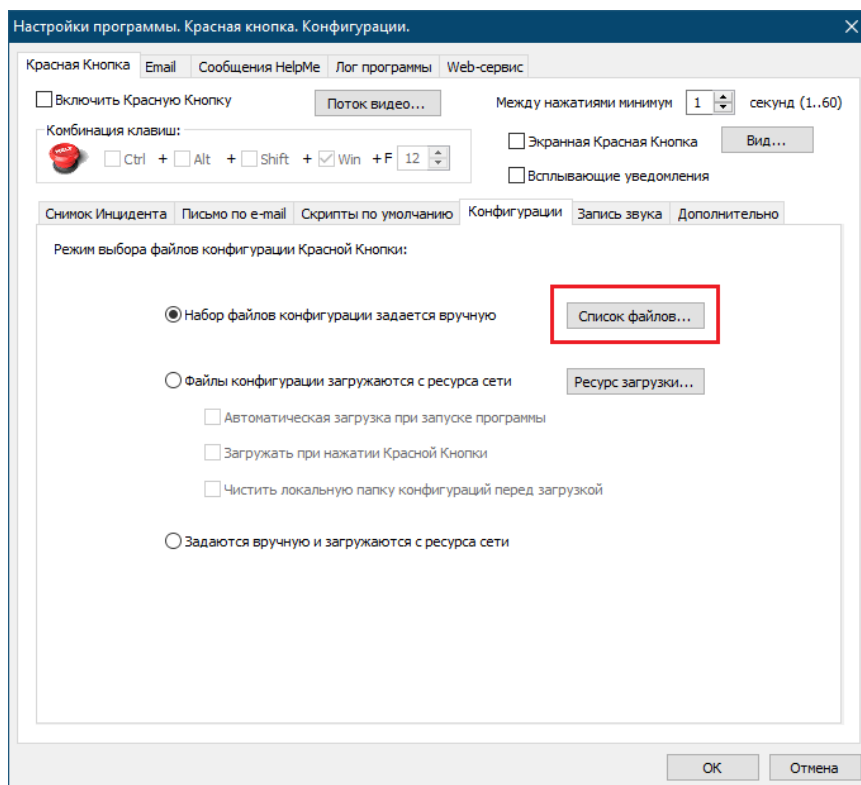 Настройки программы. Красная кнопка. Конфигурации.
Красная Кнопка Email Сообщения HelpMe Лог программы Web-сервис
Включить Красную Кнопку Поток видео... Между нажатиями минимум 1 секунд (1..60)
Комбинация клавиш:
HELP Ctrl + Alt + Shift + Win + F 12
Экранная Красная Кнопка Вид...
Всплывающие уведомления
Снимок Инцидента Письмо по e-mail Скрипты по умолчанию Конфигурации Запись звука Дополнительно
Режим выбора файлов конфигурации Красной Кнопки:
Набор файлов конфигурации задается вручную Список файлов...
Файлы конфигурации загружаются с ресурса сети Ресурс загрузки...
Автоматическая загрузка при запуске программы
Загружать при нажатии Красной Кнопки
Чистить локальную папку конфигураций перед загрузкой
Задаются вручную и загружаются с ресурса сети
ОК Отмена